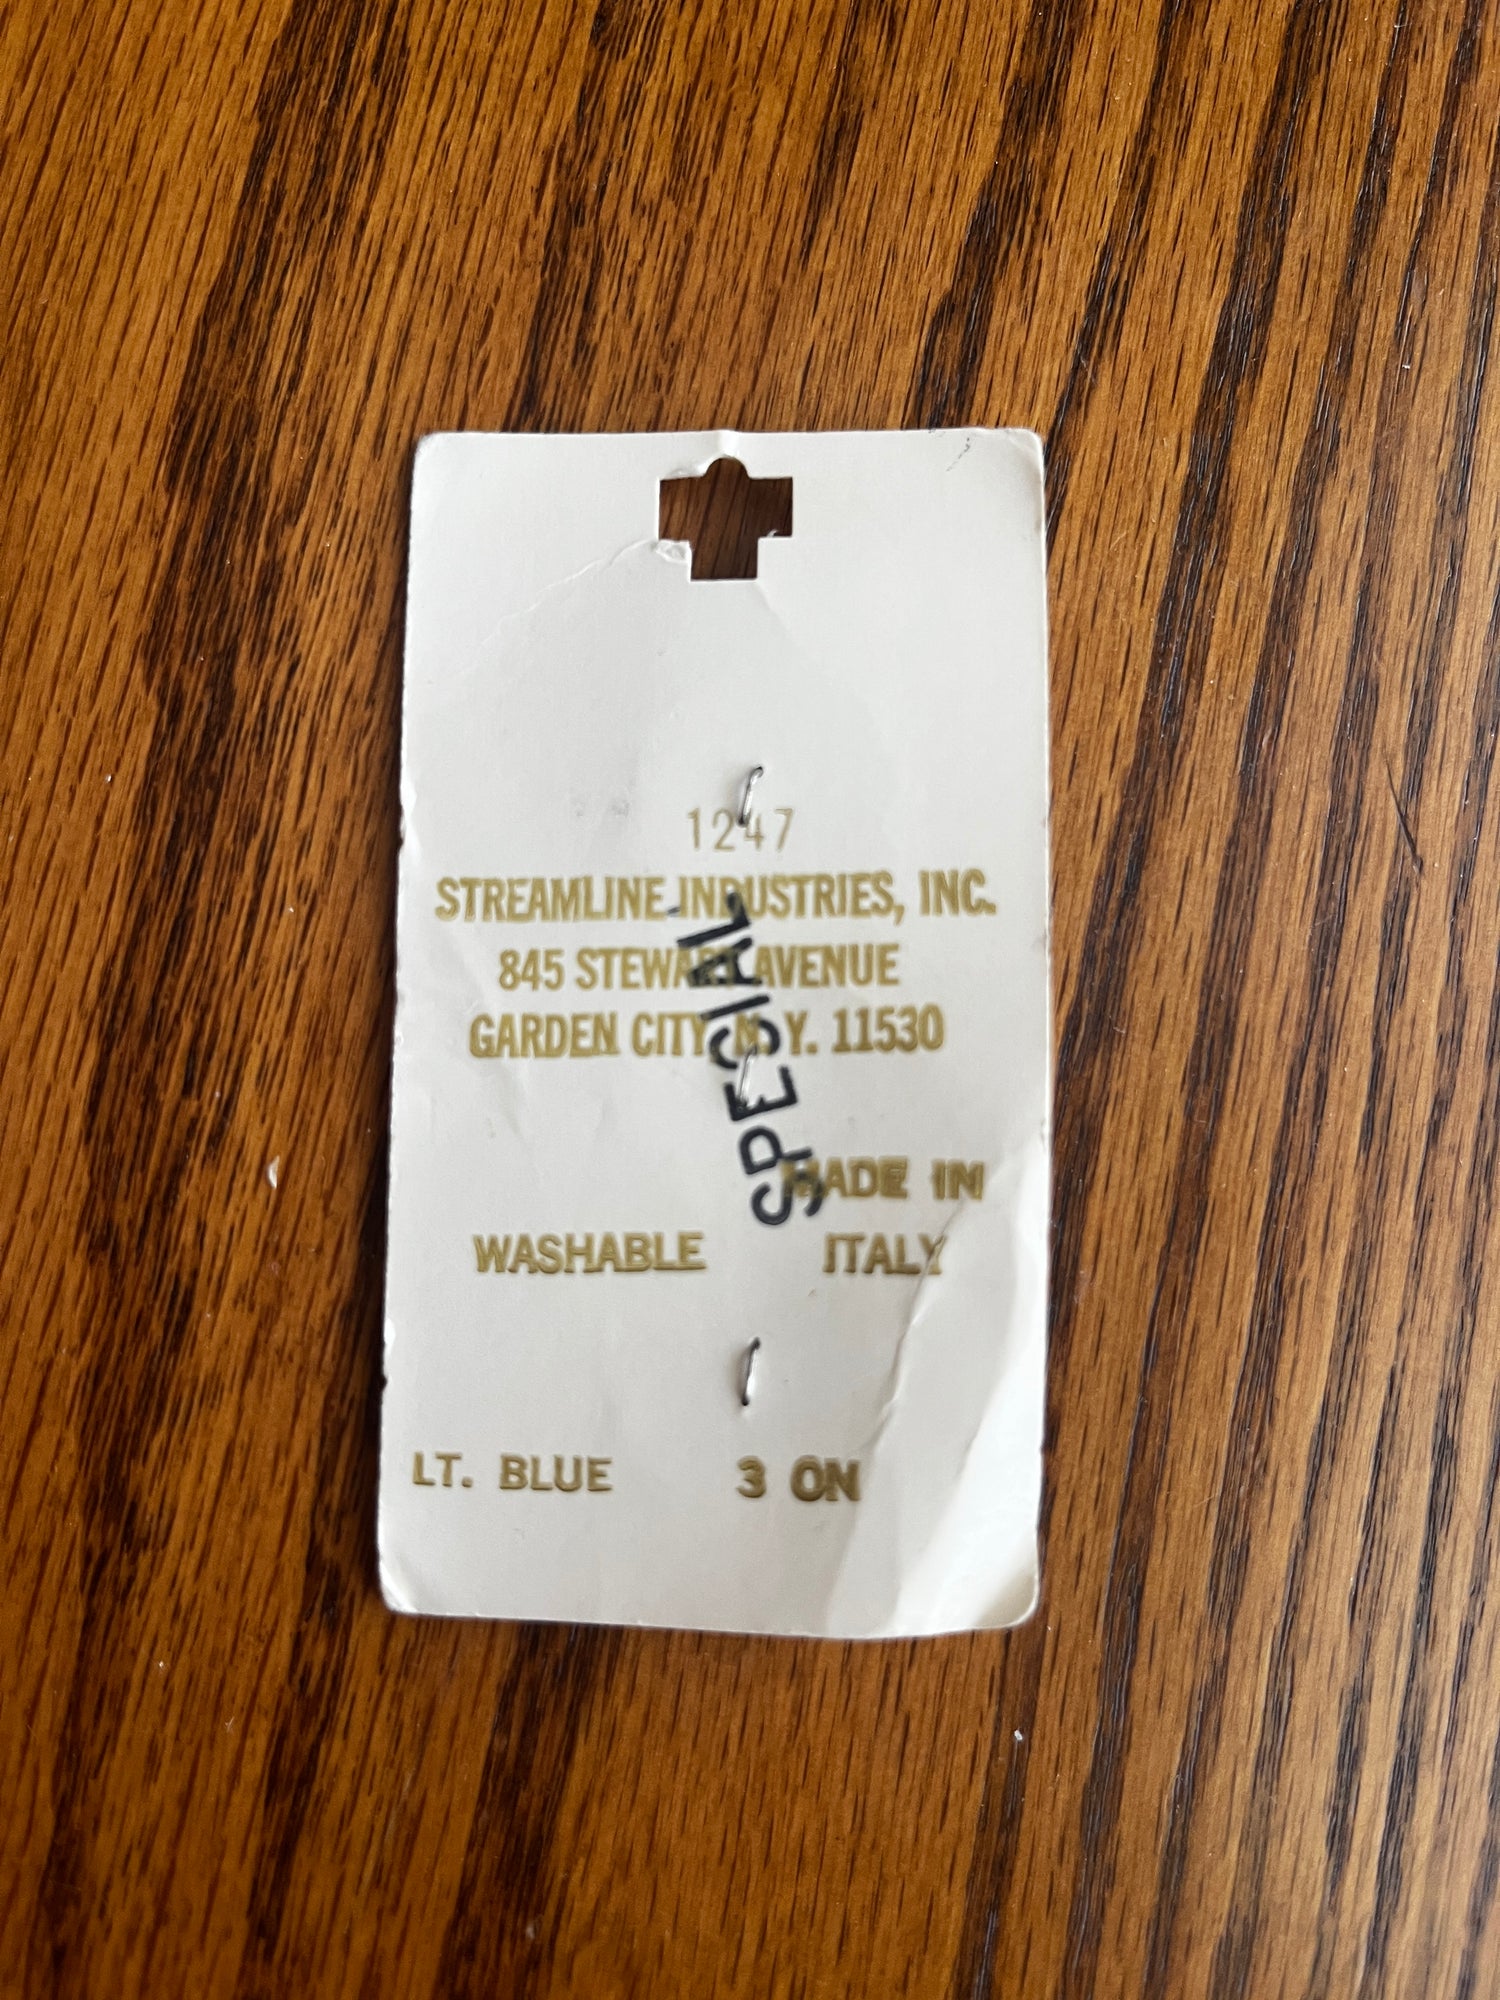 1247
STREAMLINE INDUSTRIES, INC.
845 STEWART AVENUE
GARDEN CITY, N. Y. 11530
SPECIAL
MADE IN
WASHABLE ITALY
LT. BLUE 3 ON